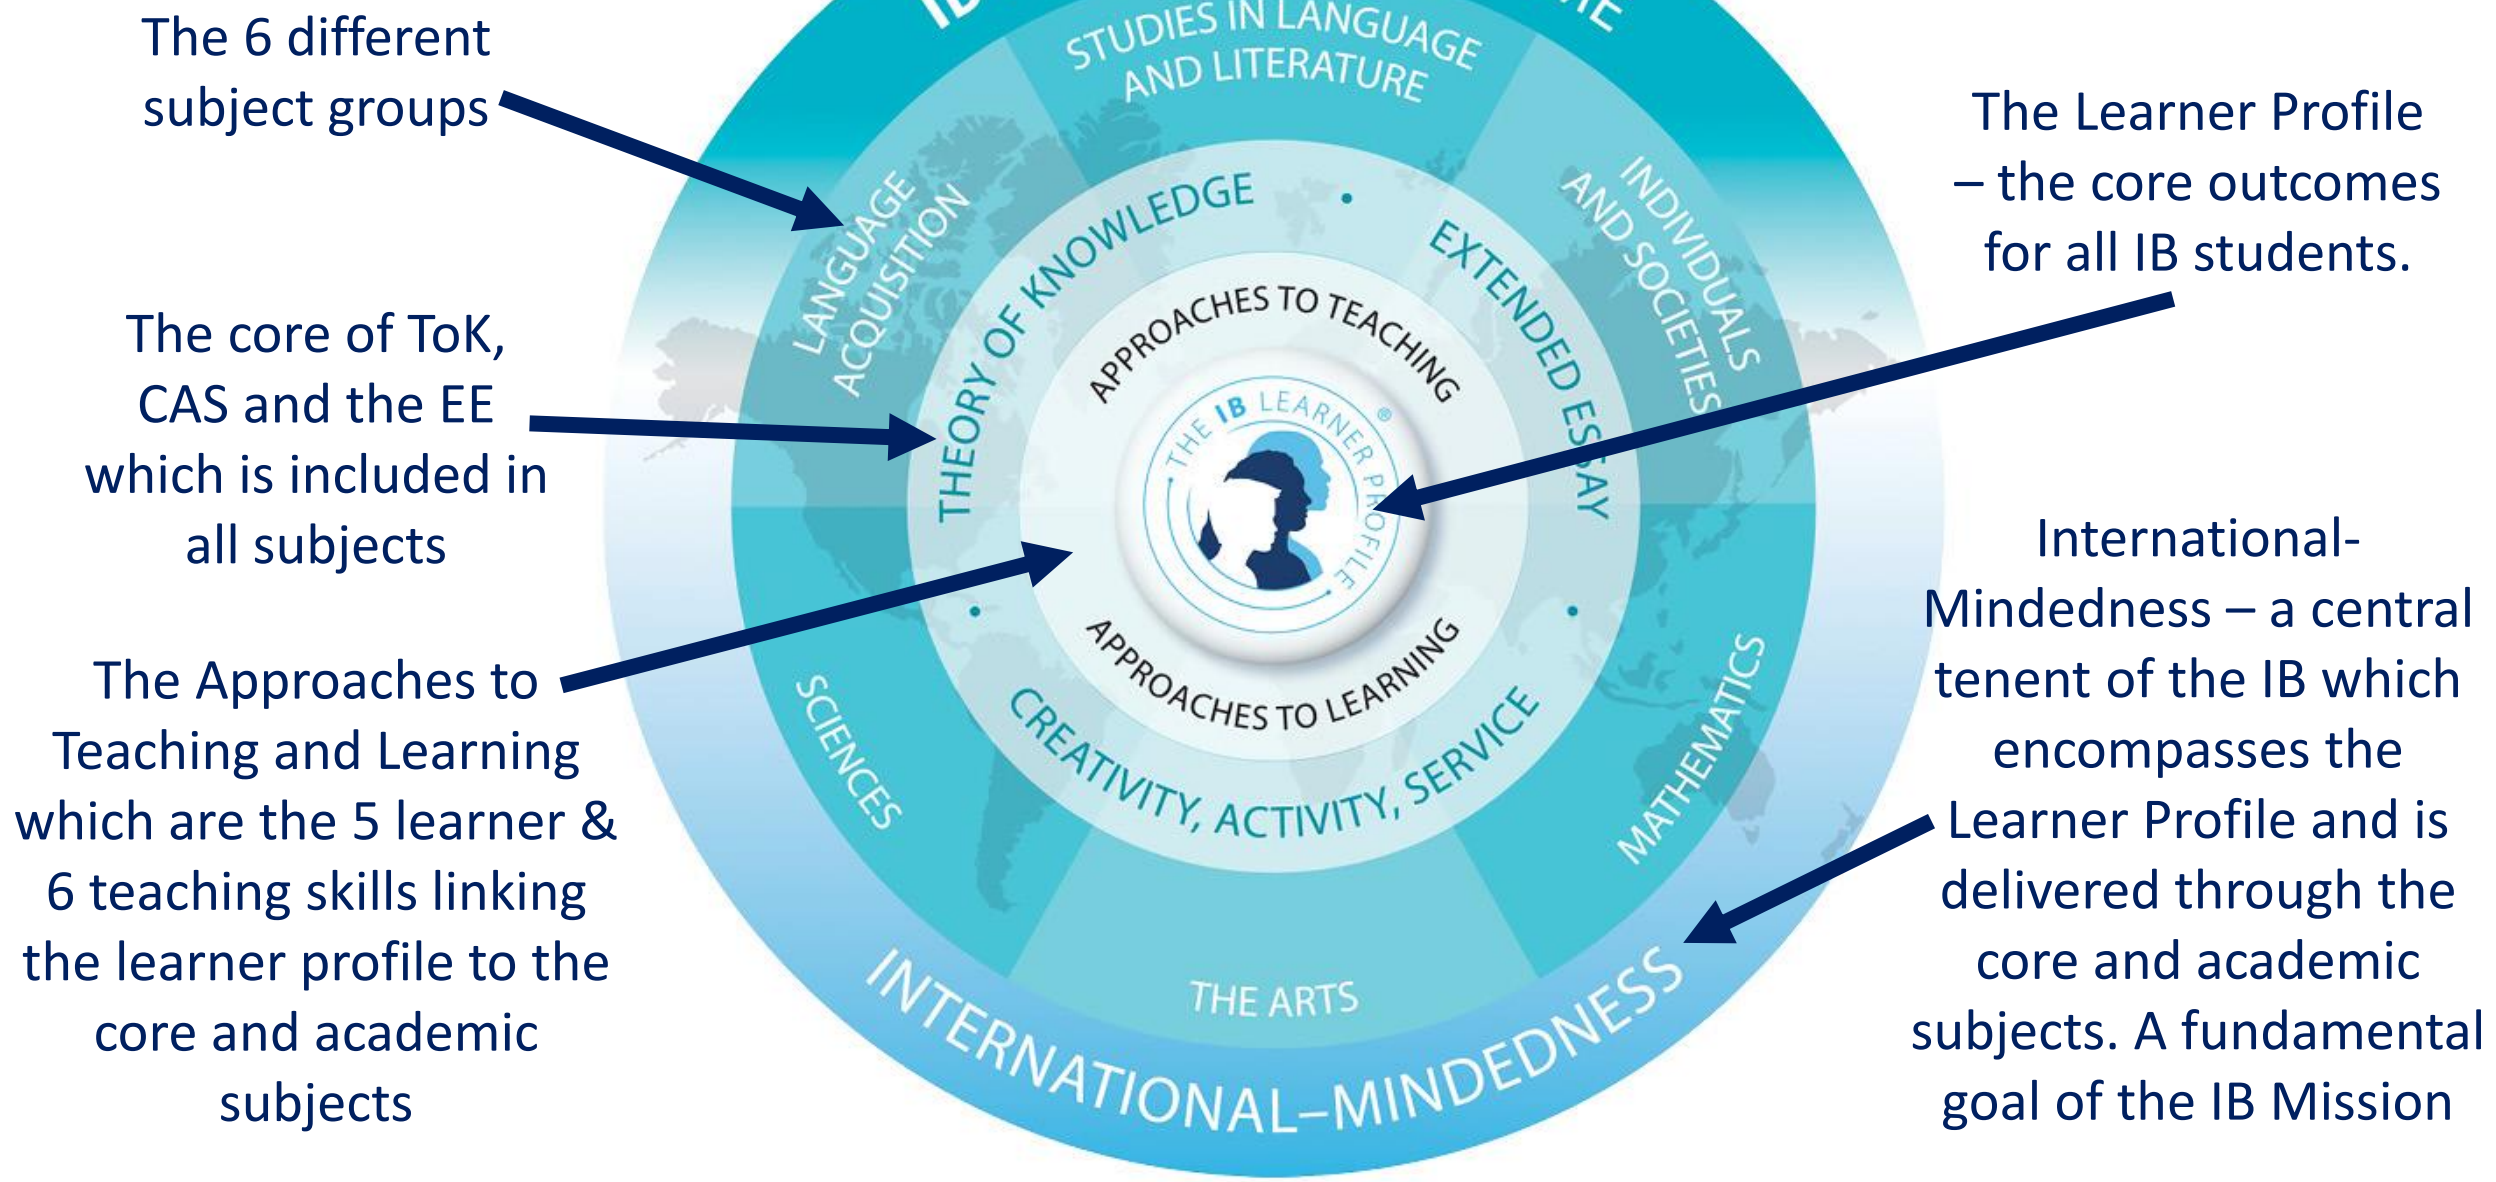 The 6 different
subject groups
The core of ToK,
CAS and the EE
which is included in
all subjects
The Approaches to
Teaching and Learning
which are the 5 learner &
6 teaching skills linking
the learner profile to the
core and academic
subjects
STUDIES IN LANGUAGE
AND LITERATURE
LANGUAGE
ACQUISITION
INDIVIDUALS
AND SOCIETIES
THEORY OF KNOWLEDGE
EXTENDED ESSAY
APPROACHES TO TEACHING
THE IB LEARNER PROFILE ®
APPROACHES TO LEARNING
CREATIVITY, ACTIVITY, SERVICE
SCIENCES
MATHEMATICS
THE ARTS
INTERNATIONAL–MINDEDNESS
The Learner Profile
– the core outcomes
for all IB students.
International-
Mindedness – a central
tenent of the IB which
encompasses the
Learner Profile and is
delivered through the
core and academic
subjects. A fundamental
goal of the IB Mission